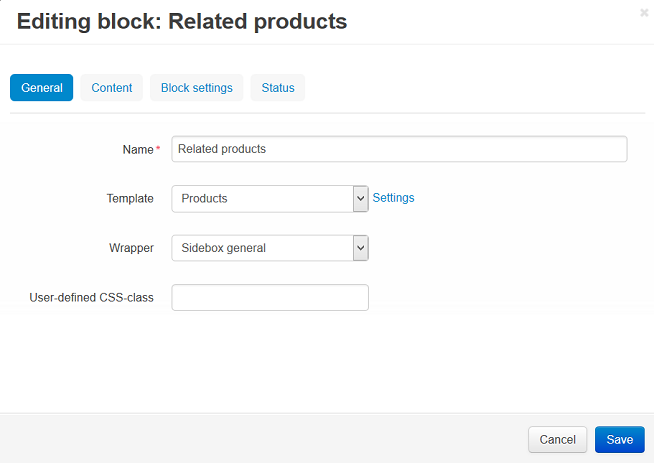 Editing block: Related products
General Content Block settings Status
Name* Related products
Template Products Settings
Wrapper Sidebox general
User-defined CSS-class
Cancel Save